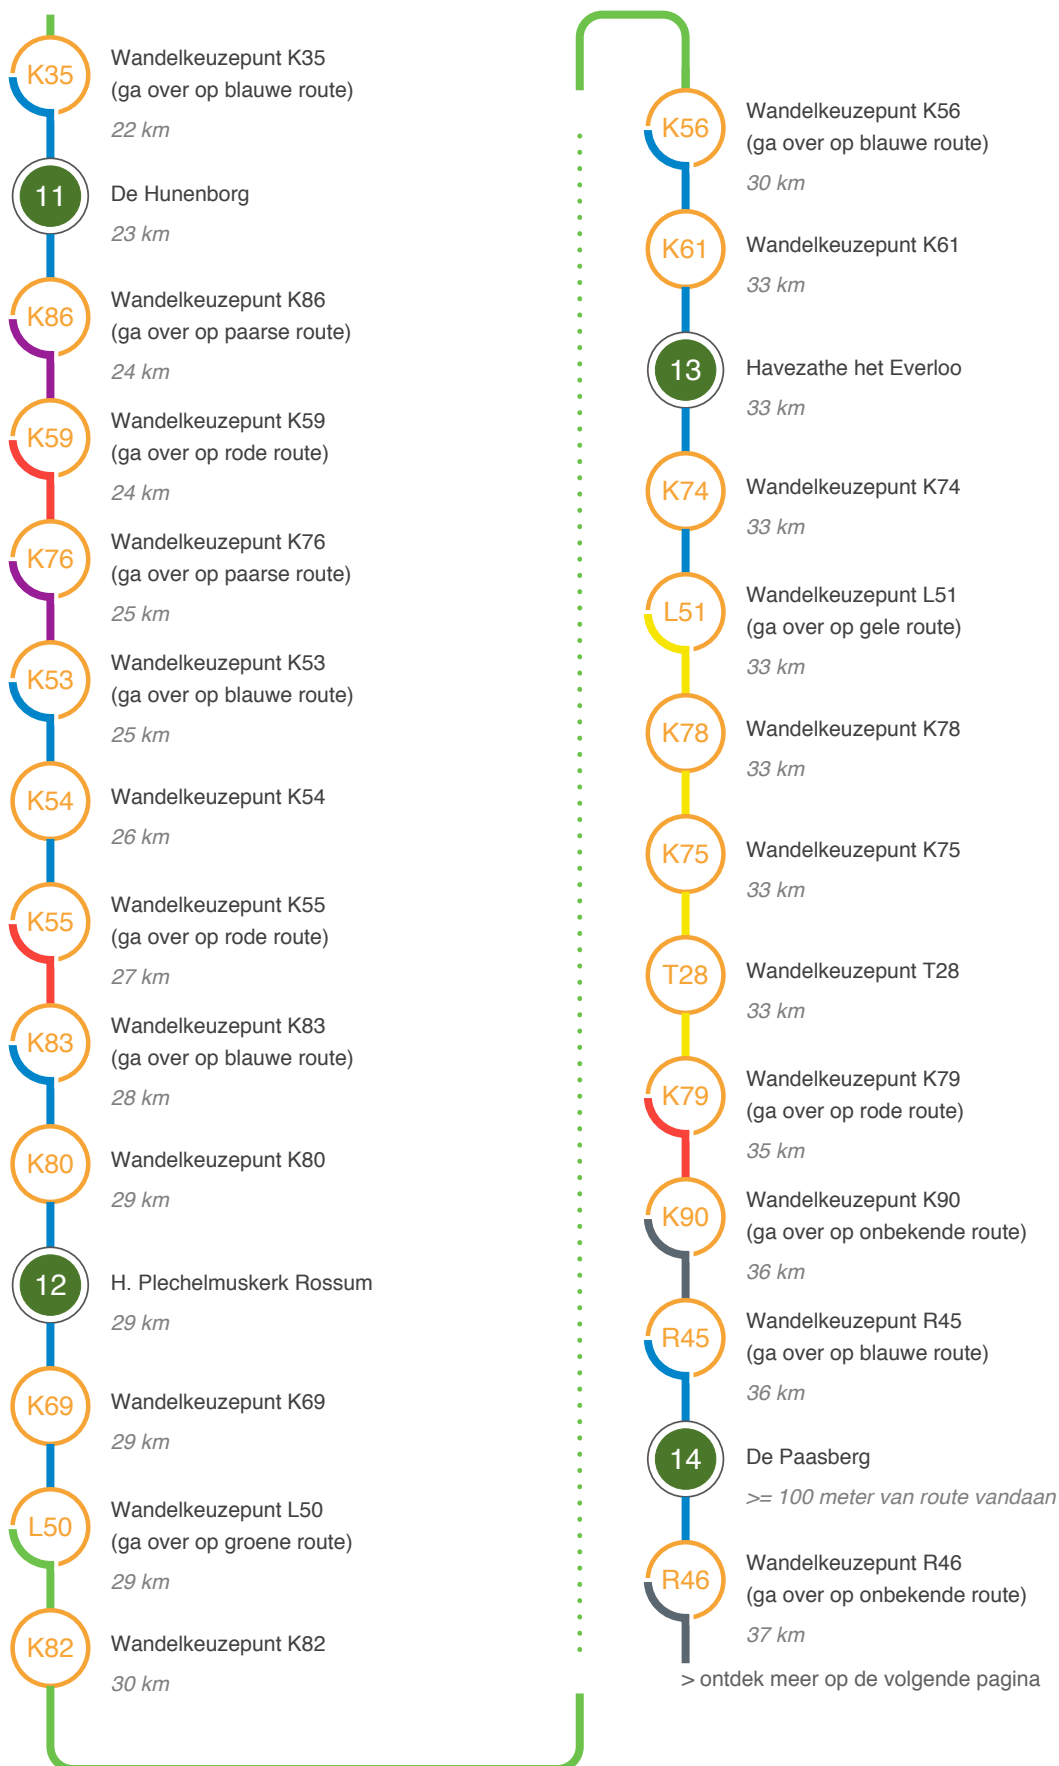 K35
Wandelkeuzepunt K35
(ga over op blauwe route)
22 km
11
De Hunenborg
23 km
K86
Wandelkeuzepunt K86
(ga over op paarse route)
24 km
K59
Wandelkeuzepunt K59
(ga over op rode route)
24 km
K76
Wandelkeuzepunt K76
(ga over op paarse route)
25 km
K53
Wandelkeuzepunt K53
(ga over op blauwe route)
25 km
K54
Wandelkeuzepunt K54
26 km
K55
Wandelkeuzepunt K55
(ga over op rode route)
27 km
K83
Wandelkeuzepunt K83
(ga over op blauwe route)
28 km
K80
Wandelkeuzepunt K80
29 km
12
H. Plechelmuskerk Rossum
29 km
K69
Wandelkeuzepunt K69
29 km
L50
Wandelkeuzepunt L50
(ga over op groene route)
29 km
K82
Wandelkeuzepunt K82
30 km
K56
Wandelkeuzepunt K56
(ga over op blauwe route)
30 km
K61
Wandelkeuzepunt K61
33 km
13
Havezathe het Everloo
33 km
K74
Wandelkeuzepunt K74
33 km
L51
Wandelkeuzepunt L51
(ga over op gele route)
33 km
K78
Wandelkeuzepunt K78
33 km
K75
Wandelkeuzepunt K75
33 km
T28
Wandelkeuzepunt T28
33 km
K79
Wandelkeuzepunt K79
(ga over op rode route)
35 km
K90
Wandelkeuzepunt K90
(ga over op onbekende route)
36 km
R45
Wandelkeuzepunt R45
(ga over op blauwe route)
36 km
14
De Paasberg
>= 100 meter van route vandaan
R46
Wandelkeuzepunt R46
(ga over op onbekende route)
37 km
> ontdek meer op de volgende pagina